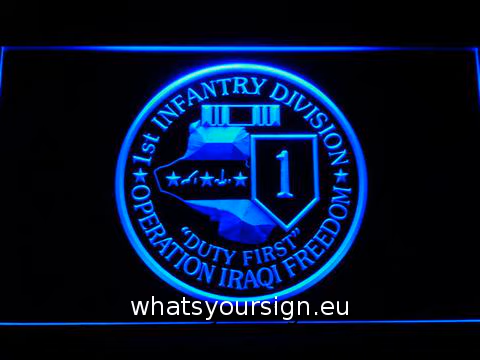 1st INFANTRY DIVISION
1
"DUTY FIRST"
OPERATION IRAQI FREEDOM
whatsyoursign.eu